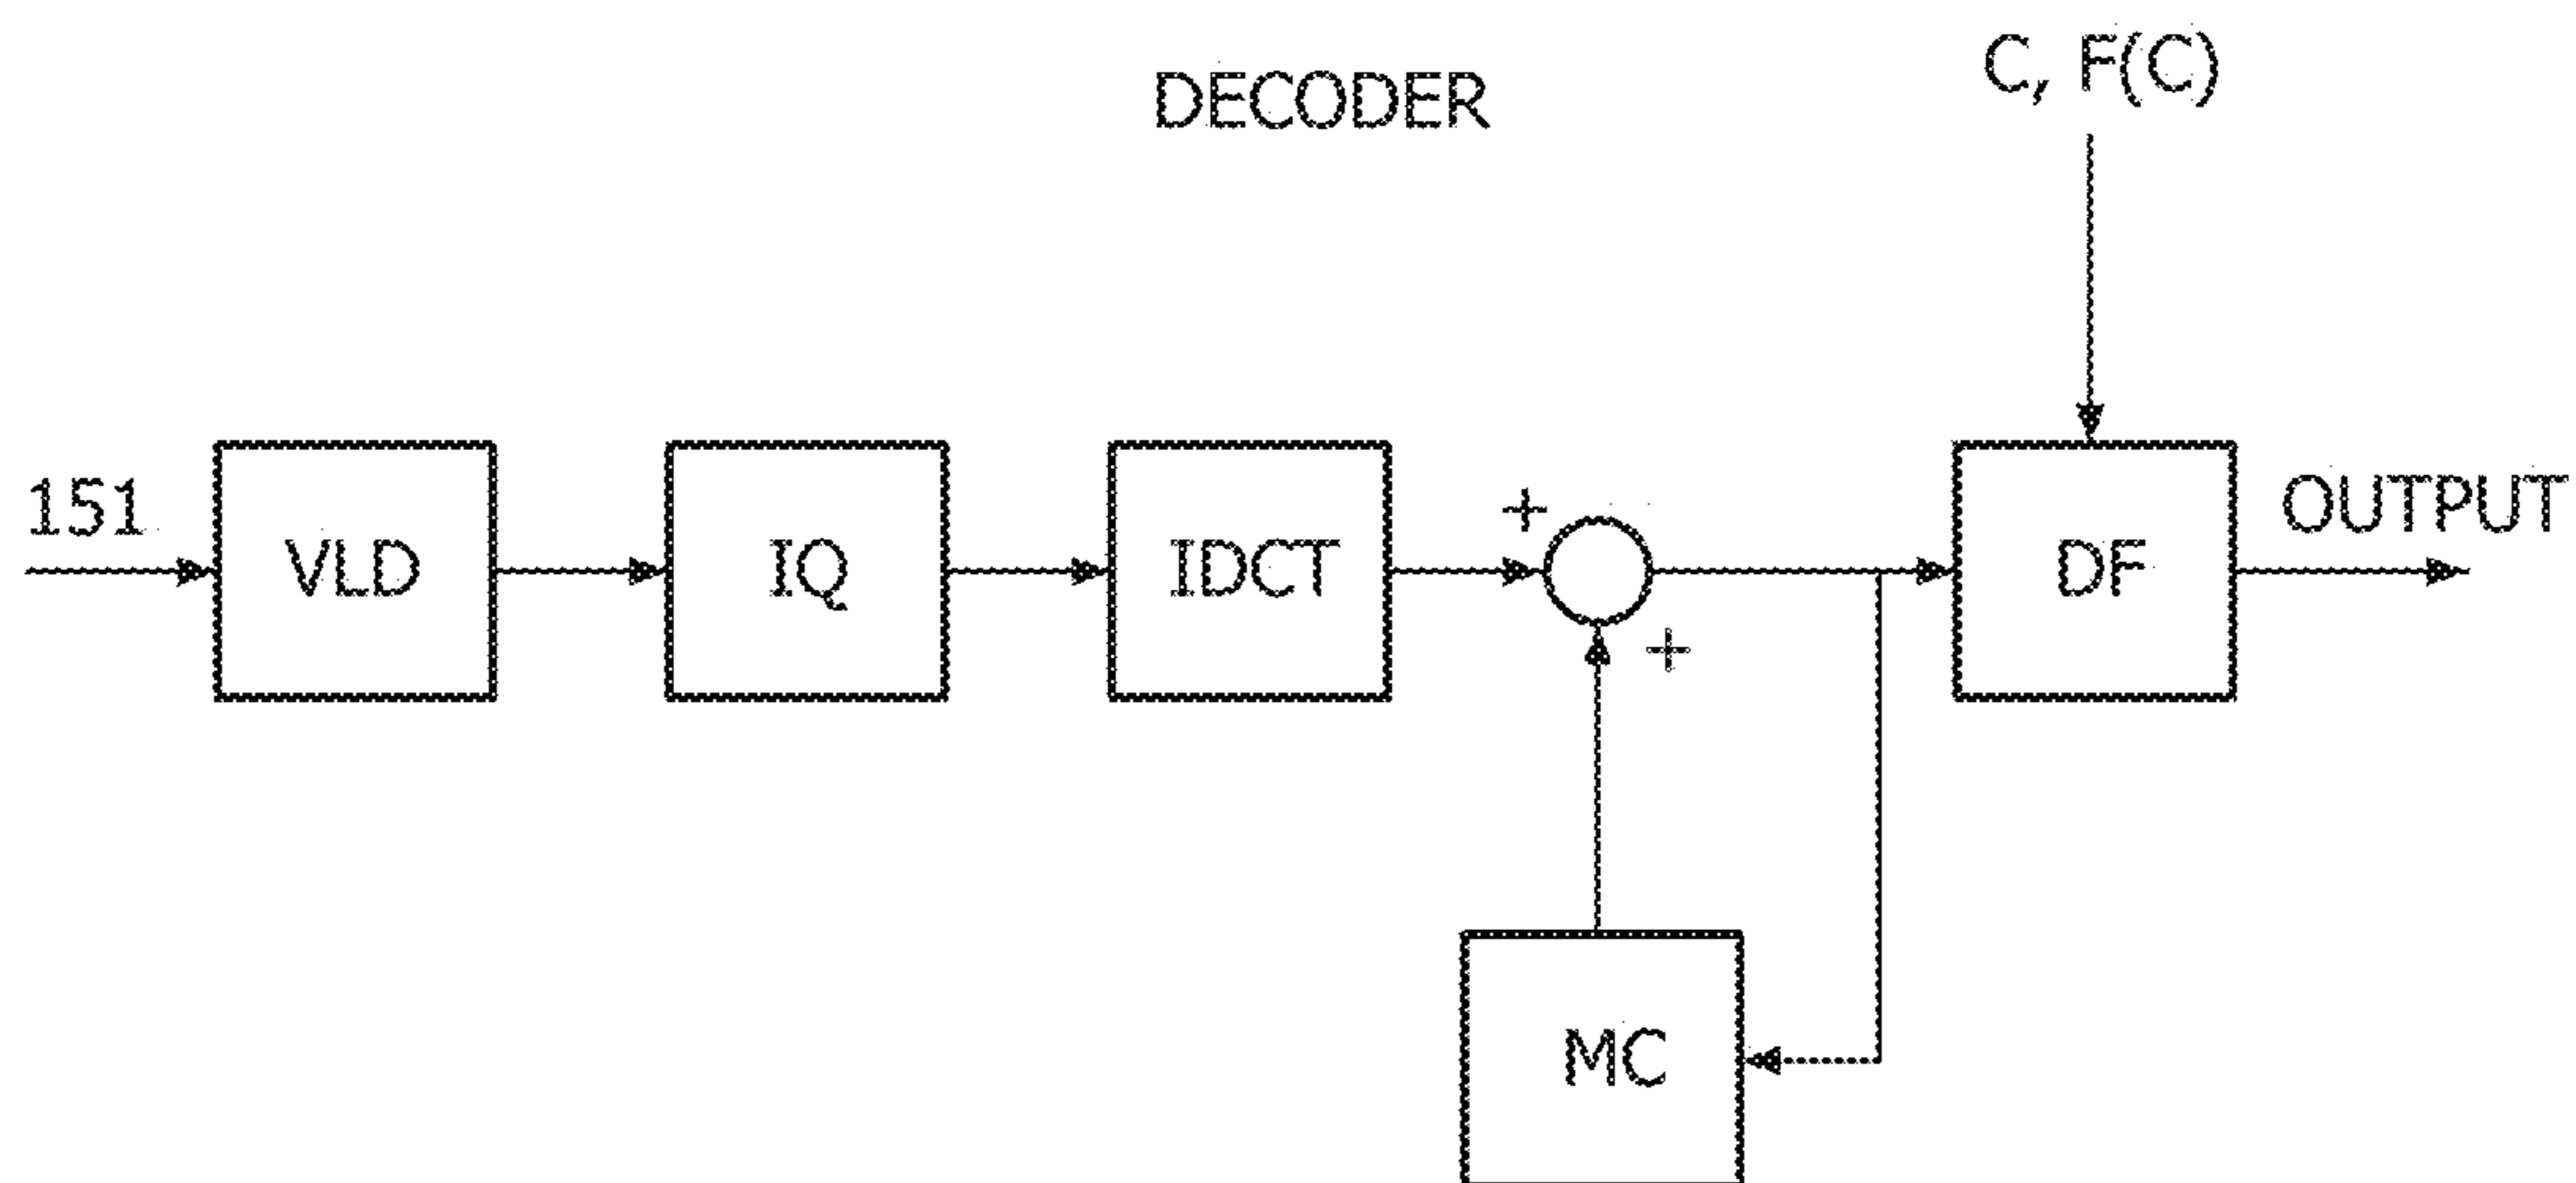 C, F(C)
DECODER
151
VLD
IQ
IDCT
+
+
DF
OUTPUT
MC